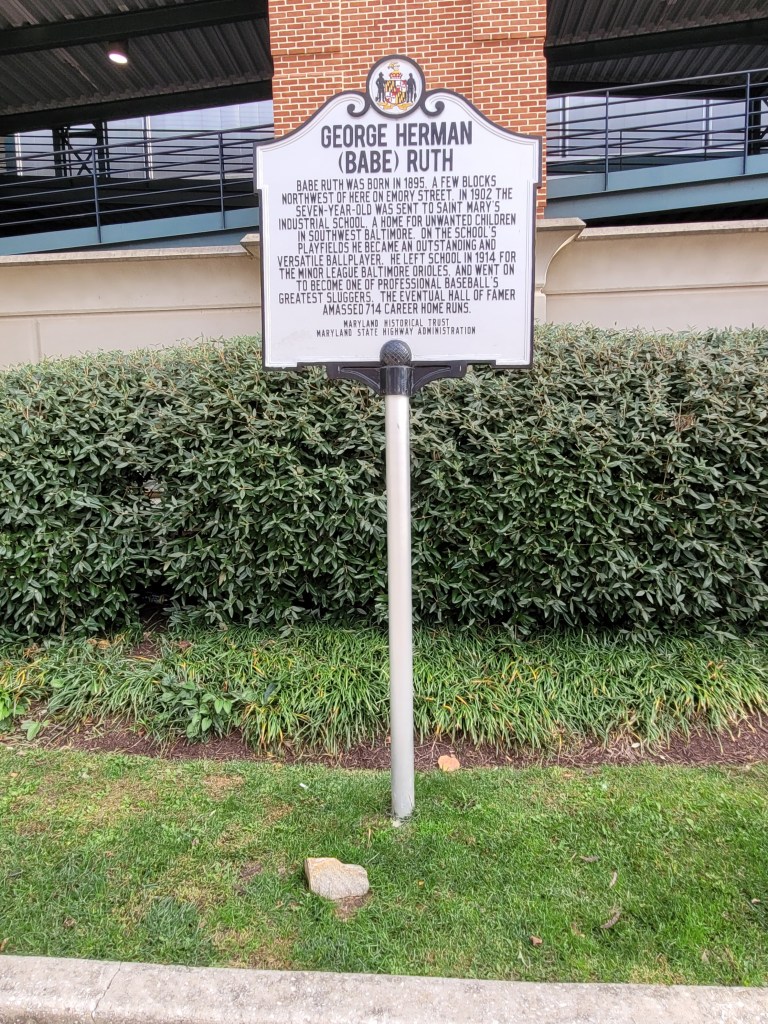 GEORGE HERMAN
(BABE) RUTH
BABE RUTH WAS BORN IN 1895, A FEW BLOCKS
NORTHWEST OF HERE ON EMORY STREET. IN 1902 THE
SEVEN-YEAR-OLD WAS SENT TO SAINT MARY'S
INDUSTRIAL SCHOOL, A HOME FOR UNWANTED CHILDREN
IN SOUTHWEST BALTIMORE. ON THE SCHOOL'S
PLAYFIELDS HE BECAME AN OUTSTANDING AND
VERSATILE BALLPLAYER. HE LEFT SCHOOL IN 1914 FOR
THE MINOR LEAGUE BALTIMORE ORIOLES, AND WENT ON
TO BECOME ONE OF PROFESSIONAL BASEBALL'S
GREATEST SLUGGERS. THE EVENTUAL HALL OF FAMER
AMASSED 714 CAREER HOME RUNS.
MARYLAND HISTORICAL TRUST
MARYLAND STATE HIGHWAY ADMINISTRATION